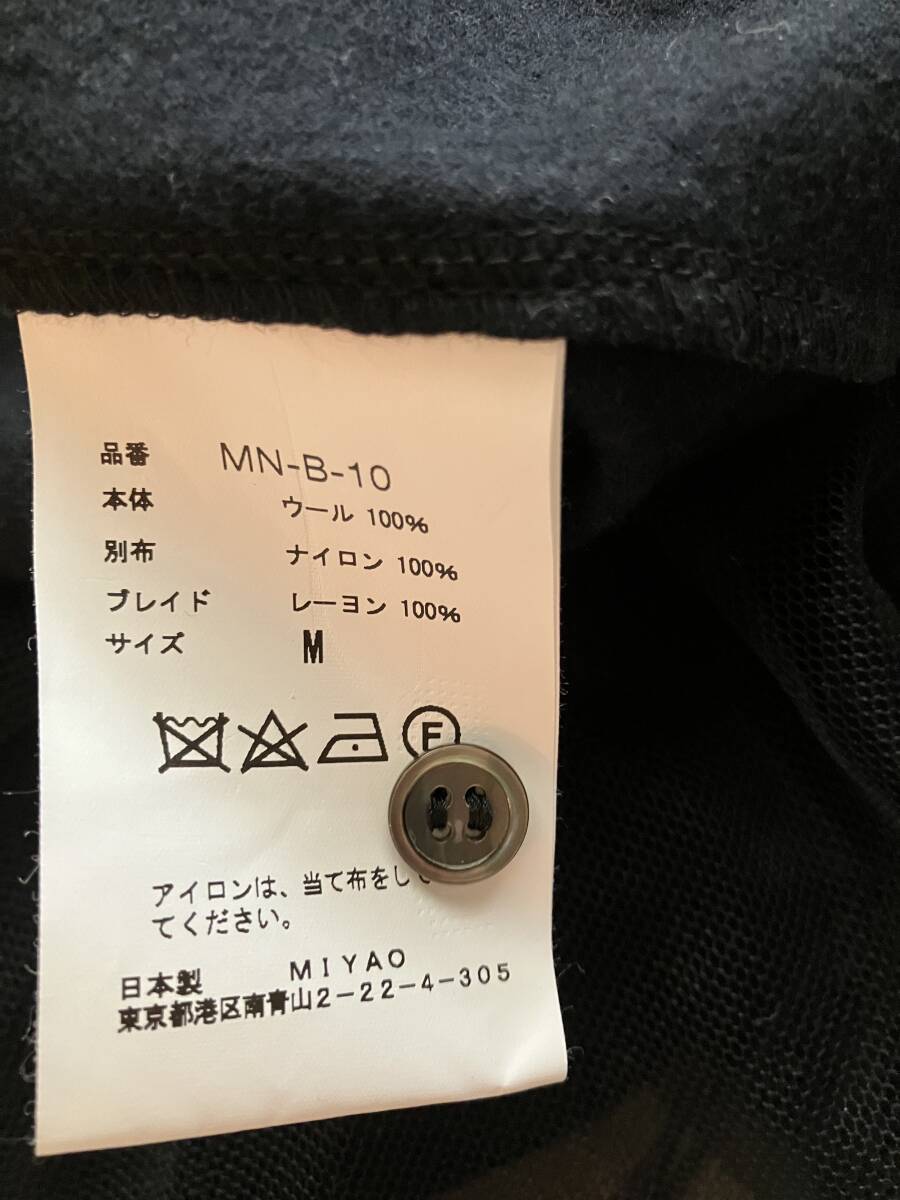 品番 MN-B-10
本体 ウール 100%
別布 ナイロン 100%
ブレイド レーヨン 100%
サイズ M
F
アイロンは、当て布をし
てください。
日本製 MIYAO
東京都港区南青山2-22-4-305